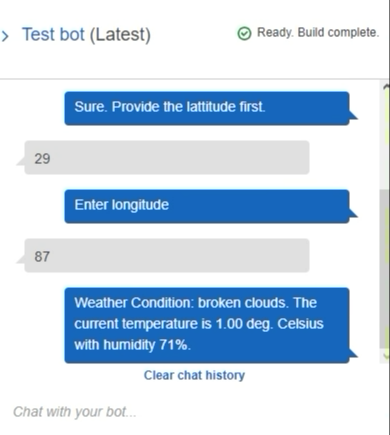 Test bot (Latest)
Ready. Build complete.
Sure. Provide the lattitude first.
29
Enter longitude
87
Weather Condition: broken clouds. The
current temperature is 1.00 deg. Celsius
with humidity 71%.
Clear chat history
Chat with your bot...